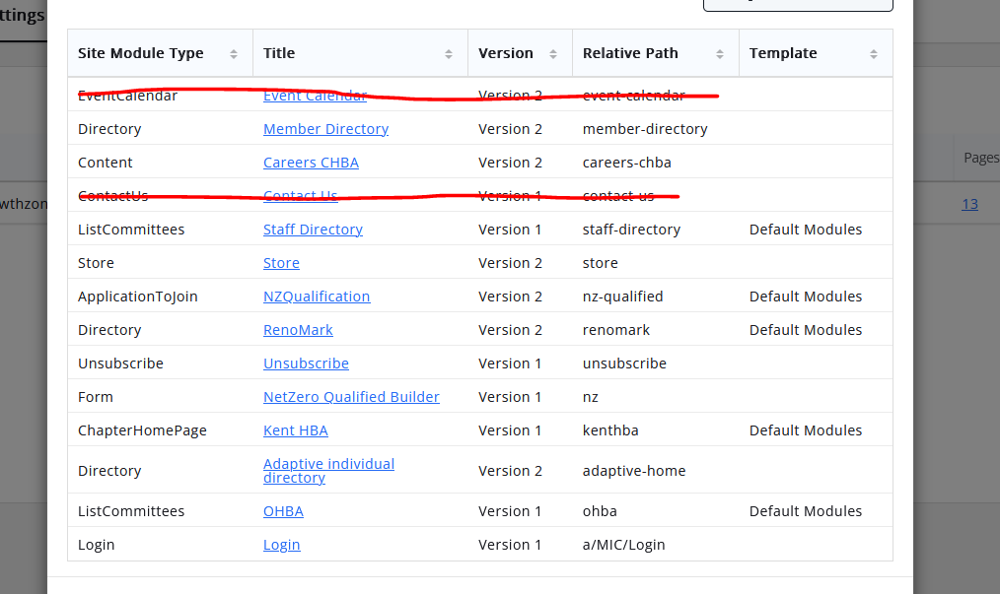 ttings
Site Module Type Title Version Relative Path Template
EventCalendar Event Calendar Version 2 event-calendar
Directory Member Directory Version 2 member-directory
Content Careers CHBA Version 2 careers-chba
Pages
ContactUs Contact Us Version 1 contact-us
wthzon
13
ListCommittees Staff Directory Version 1 staff-directory Default Modules
Store Store Version 2 store
ApplicationToJoin NZQualification Version 2 nz-qualified Default Modules
Directory RenoMark Version 2 renomark Default Modules
Unsubscribe Unsubscribe Version 1 unsubscribe
Form NetZero Qualified Builder Version 1 nz
ChapterHomePage Kent HBA Version 1 kenthba Default Modules
Directory Adaptive individual directory Version 2 adaptive-home
ListCommittees OHBA Version 1 ohba Default Modules
Login Login Version 1 a/MIC/Login